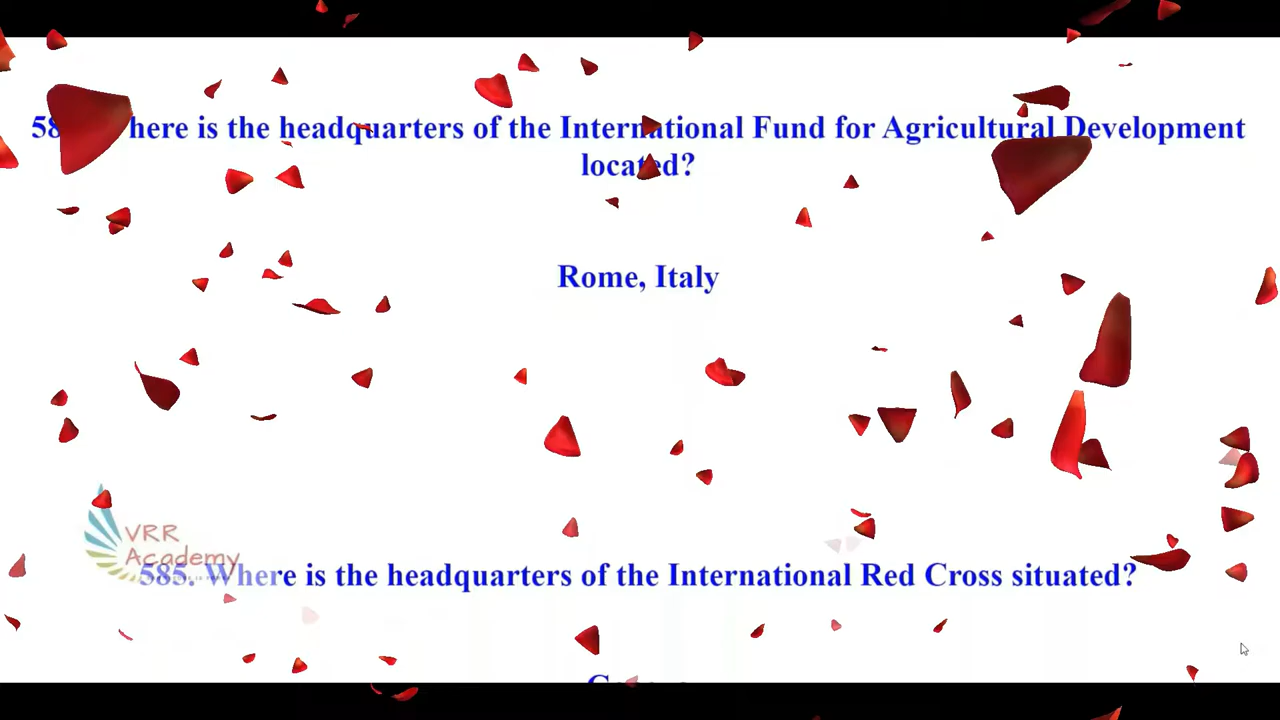 here is the headquarters of the International Fund for Agricultural Development
located?
Rome, Italy
VRR
Academy
585. Where is the headquarters of the International Red Cross situated?